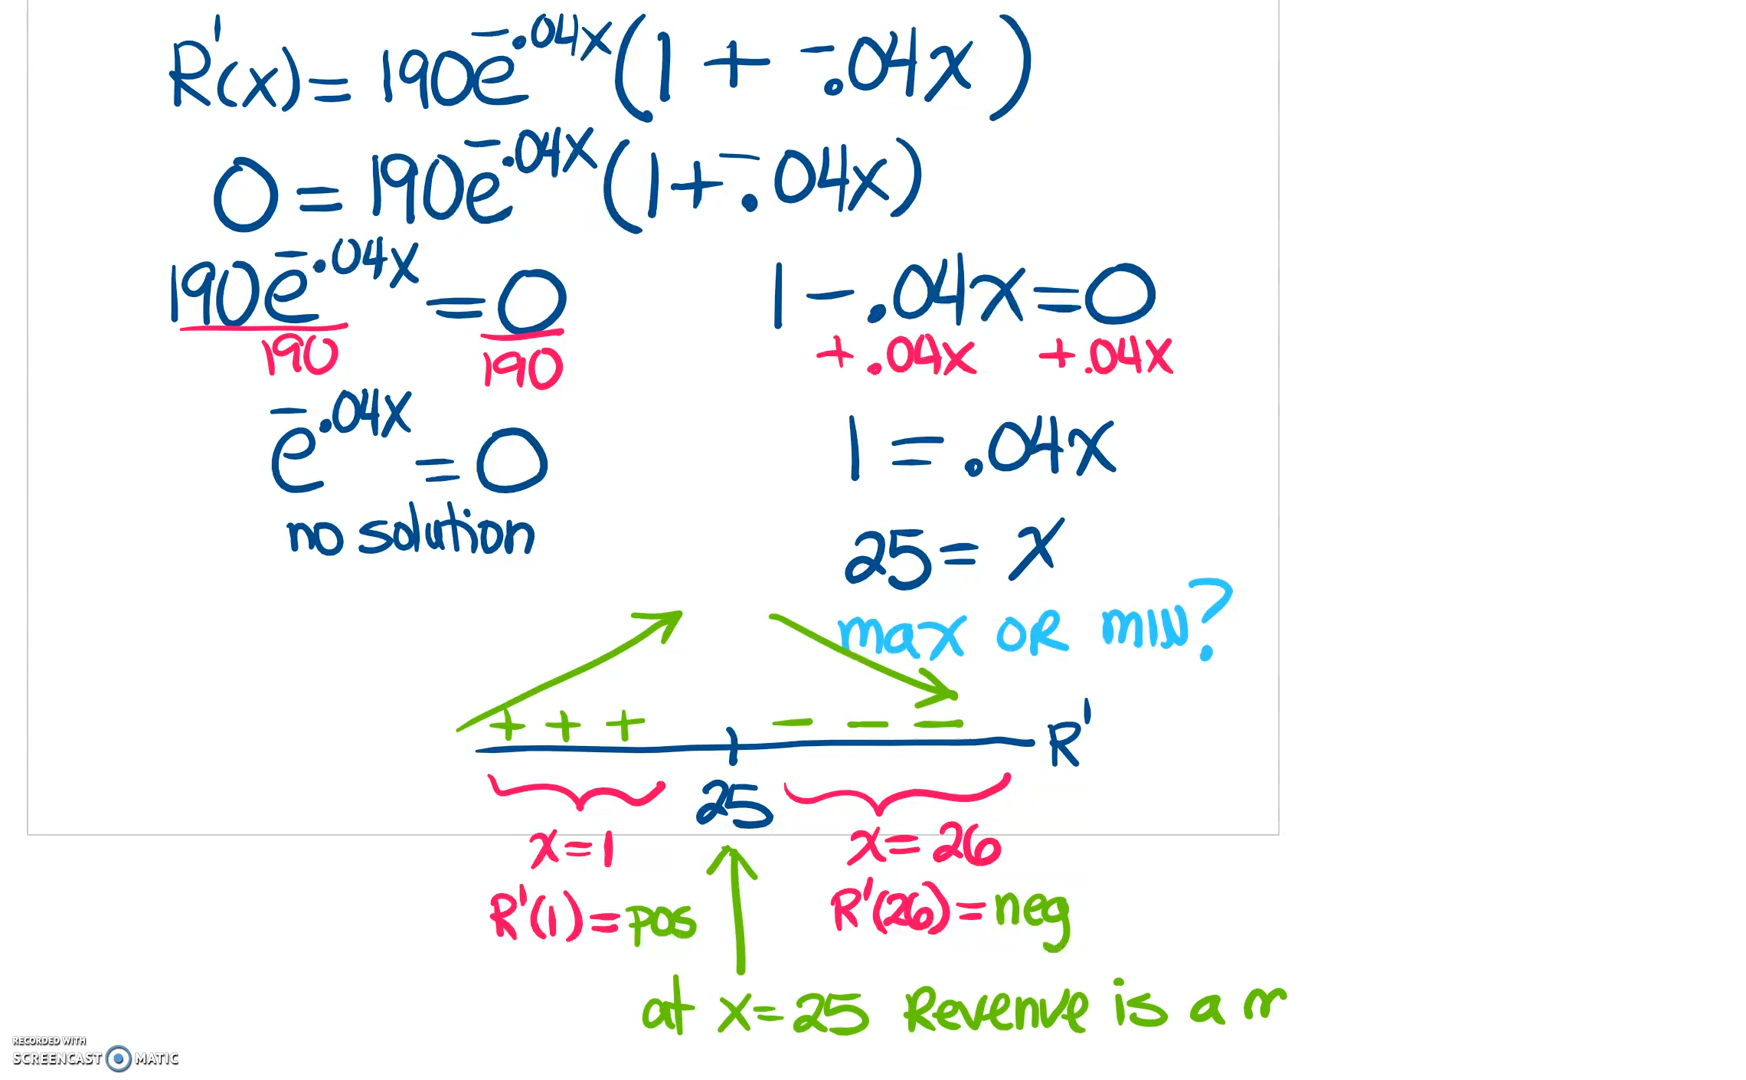 R'(x) = 190e^-.04x (1 + -.04x)
0 = 190e^-.04x (1 + -.04x)
190e^-.04x = 0
190 190
e^-.04x = 0
no solution
1 - .04x = 0
+ .04x + .04x
1 = .04x
25 = x
max OR MIN?
+ + + - - - R'
25
x = 1
R'(1) = pos
x = 26
R'(26) = neg
at x = 25 Revenue is a m
RECORDED WITH
SCREENCAST MATIC